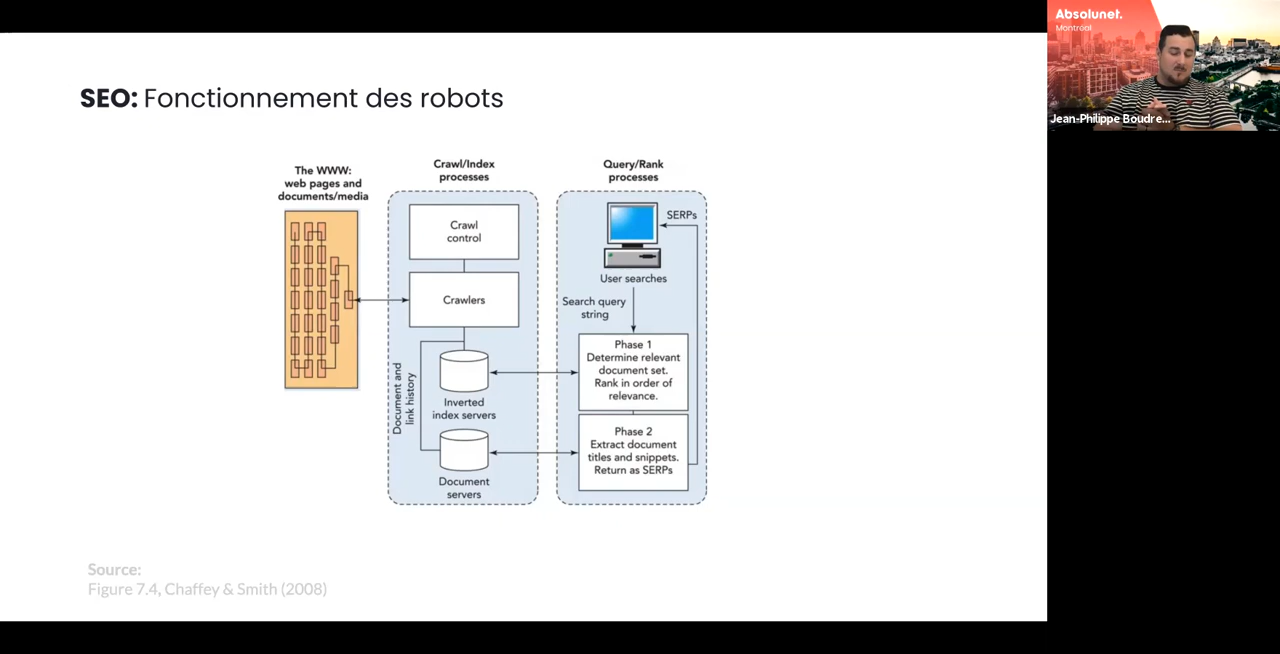 SEO: Fonctionnement des robots
The WWW:
web pages and
documents/media
Crawl/Index
processes
Crawl
control
Crawlers
Document and
link history
Inverted
index servers
Document
servers
Query/Rank
processes
SERPs
User searches
Search query
string
Phase 1
Determine relevant
document set.
Rank in order of
relevance.
Phase 2
Extract document
titles and snippets.
Return as SERPs
Source:
Figure 7.4, Chaffey & Smith (2008)
Absolunet.
Montréal
Jean-Philippe Boudre...